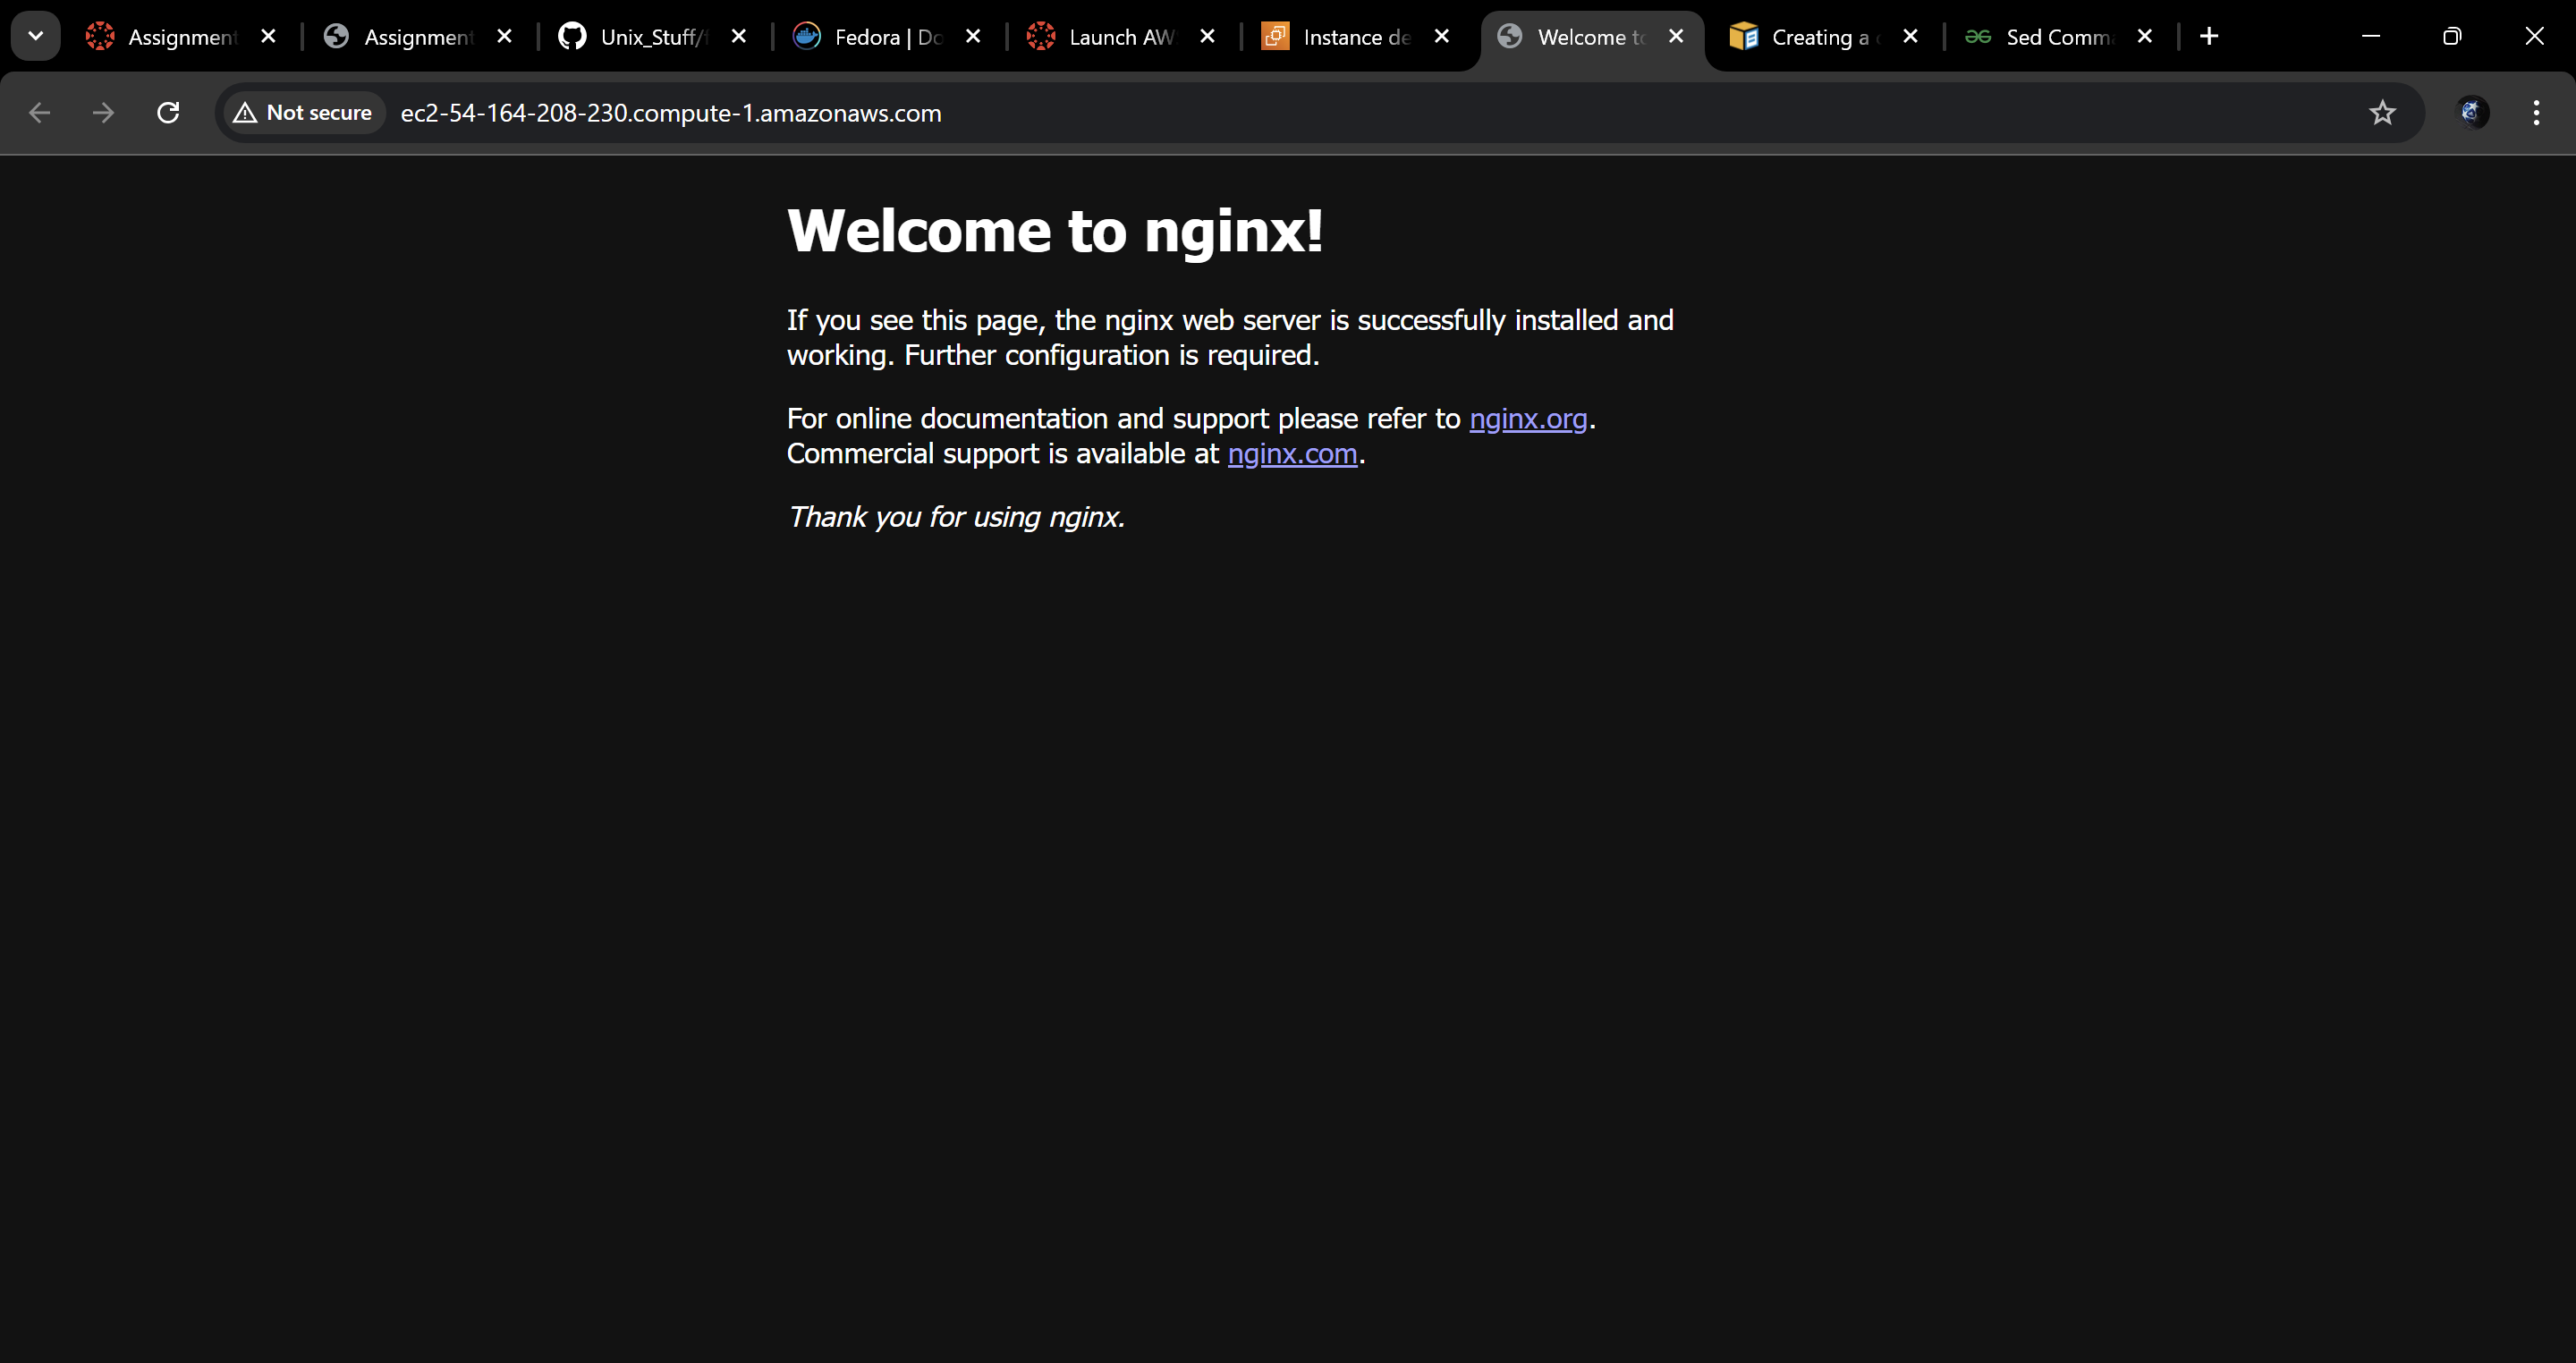 Assignment
Assignment
Unix_Stuff/
Fedora | Do
Launch AW
Instance de
Welcome to
Creating a
Sed Comma
Not secure
ec2-54-164-208-230.compute-1.amazonaws.com
Welcome to nginx!
If you see this page, the nginx web server is successfully installed and
working. Further configuration is required.
For online documentation and support please refer to nginx.org.
Commercial support is available at nginx.com.
Thank you for using nginx.